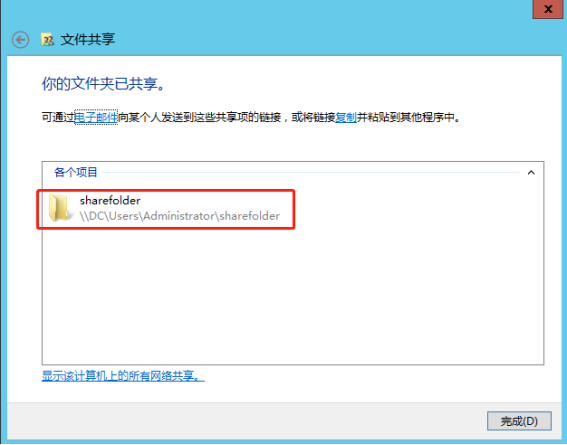 x
文件共享
你的文件夹已共享。
可通过电子邮件向某个人发送到这些共享项的链接，或将链接复制并粘贴到其他程序中。
各个项目
sharefolder
\\DC\Users\Administrator\sharefolder
显示该计算机上的所有网络共享。
完成(D)